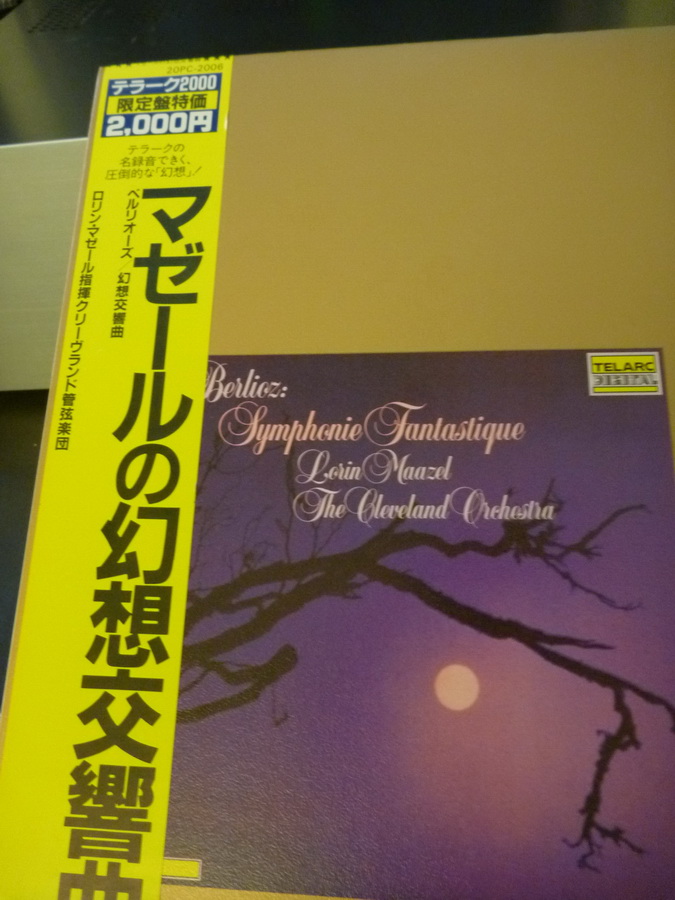 20PC-2006
テラーク2000
限定盤特価
2,000円
テラークの
名録音できく、
圧倒的な「幻想」!
マゼールの幻想交響曲
ベルリオーズ/幻想交響曲
ロリン・マゼール指揮クリーヴランド管弦楽団
Berlioz:
Symphonie Fantastique
Lorin Maazel
The Cleveland Orchestra
TELARC
DIGITAL